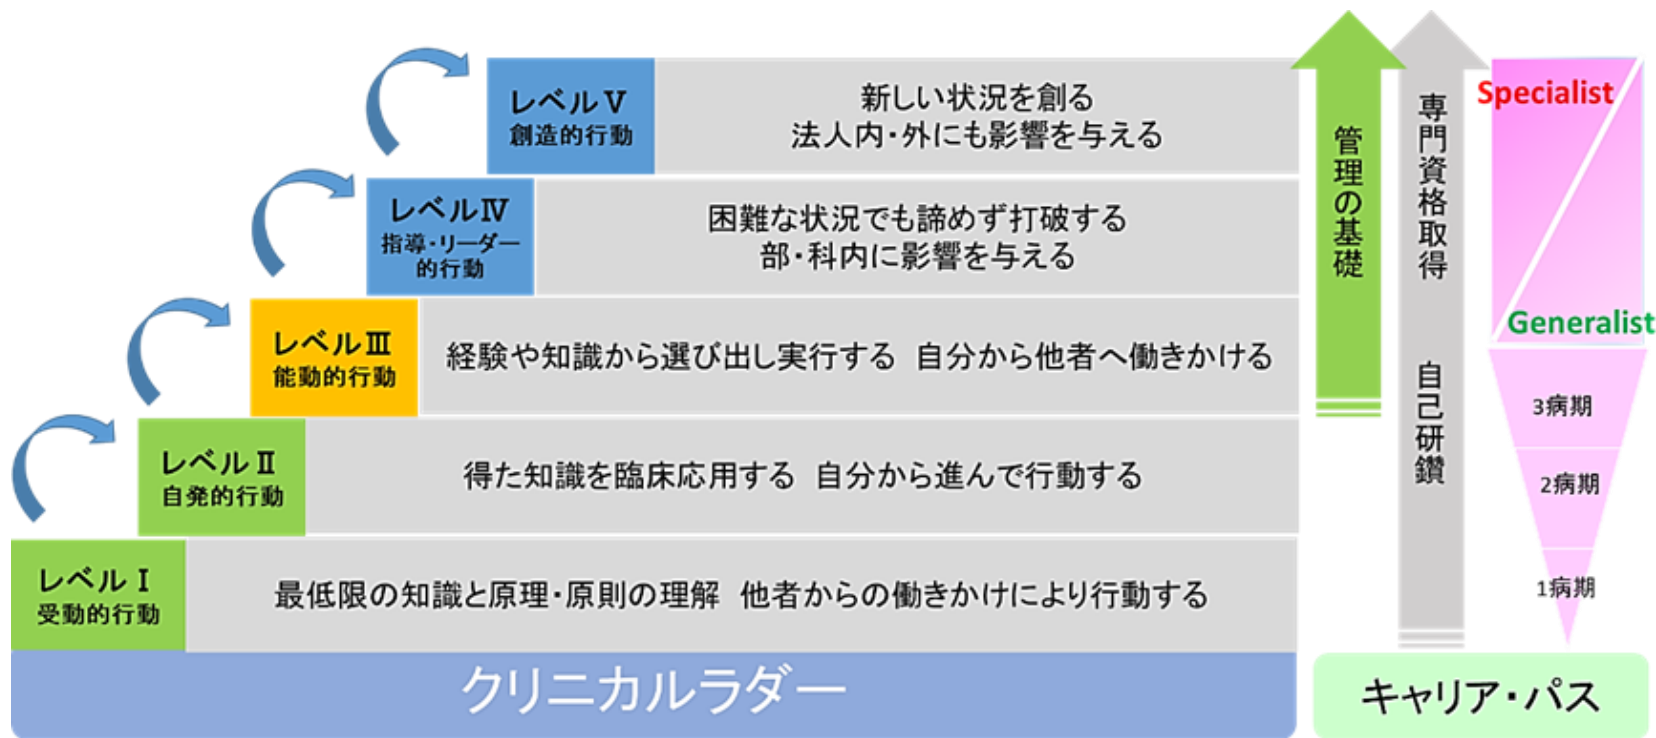 レベルⅤ
創造的行動
新しい状況を創る
法人内・外にも影響を与える
レベルⅣ
指導・リーダー
的行動
困難な状況でも諦めず打破する
部・科内に影響を与える
レベルⅢ
能動的行動
経験や知識から選び出し実行する 自分から他者へ働きかける
レベルⅡ
自発的行動
得た知識を臨床応用する 自分から進んで行動する
レベルⅠ
受動的行動
最低限の知識と原理・原則の理解 他者からの働きかけにより行動する
クリニカルラダー
管理の基礎
専門資格取得 自己研鑽
Specialist
Generalist
3病期
2病期
1病期
キャリア・パス